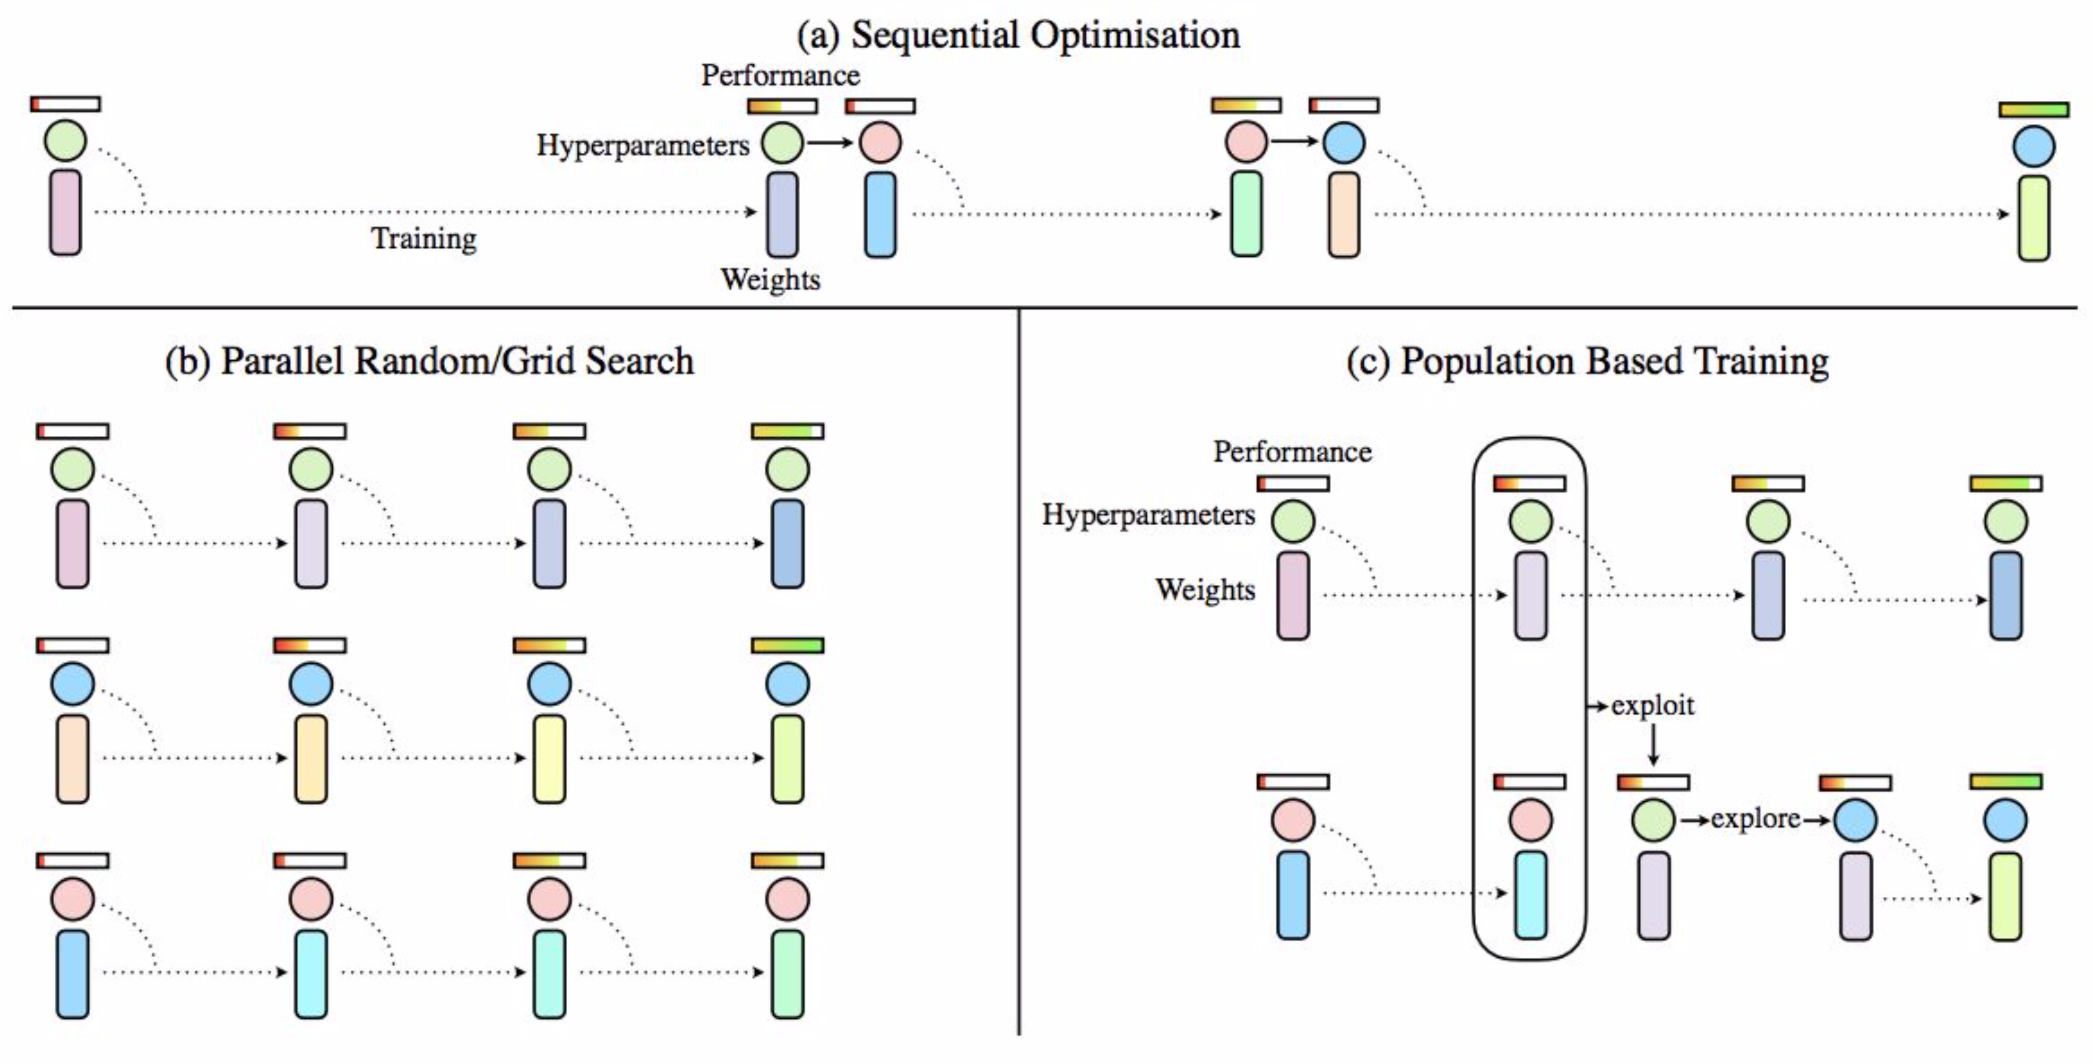 (a) Sequential Optimisation
Performance
Hyperparameters
Training
Weights
(b) Parallel Random/Grid Search
(c) Population Based Training
Performance
Hyperparameters
Weights
exploit
explore